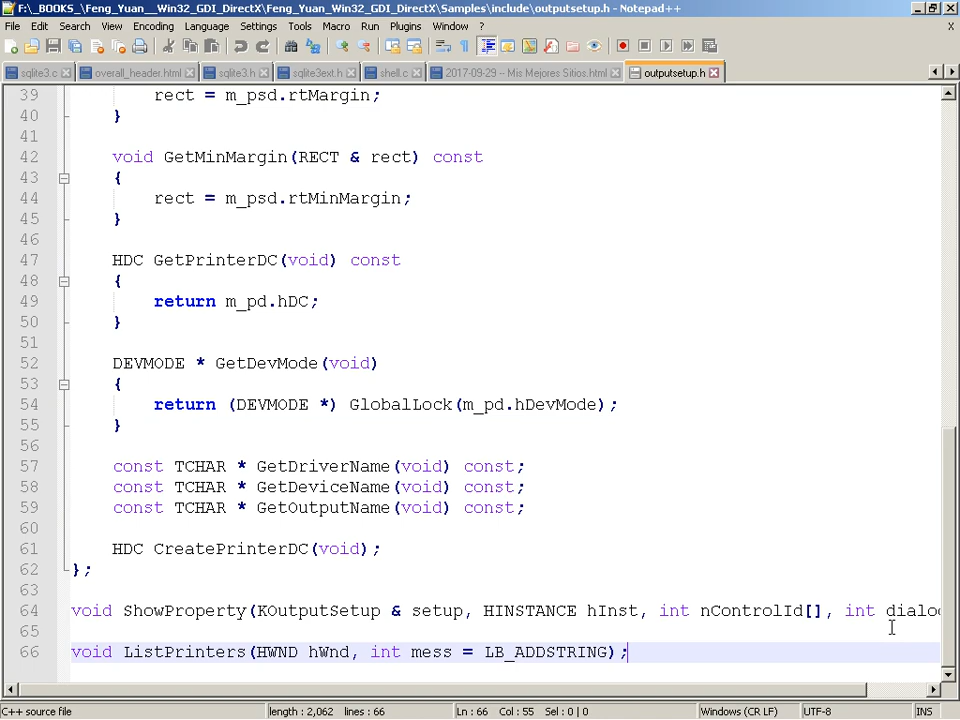 F:\_BOOKS_\Feng_Yuan__Win32_GDI_DirectX\Feng_Yuan_Win32_GDI_DirectX\Samples\include\outputsetup.h - Notepad++
File Edit Search View Encoding Language Settings Tools Macro Run Plugins Window ? X
sqlite3.c overall_header.html sqlite3.h sqlite3ext.h shell.c 2017-09-29 -- Mis Mejores Sitios.html outputsetup.h
39 rect = m_psd.rtMargin;
40 }
41
42 void GetMinMargin(RECT & rect) const
43 {
44 rect = m_psd.rtMinMargin;
45 }
46
47 HDC GetPrinterDC(void) const
48 {
49 return m_pd.hDC;
50 }
51
52 DEVMODE * GetDevMode(void)
53 {
54 return (DEVMODE *) GlobalLock(m_pd.hDevMode);
55 }
56
57 const TCHAR * GetDriverName(void) const;
58 const TCHAR * GetDeviceName(void) const;
59 const TCHAR * GetOutputName(void) const;
60
61 HDC CreatePrinterDC(void);
62 };
63
64 void ShowProperty(KOutputSetup & setup, HINSTANCE hInst, int nControlId[], int dialo
65
66 void ListPrinters(HWND hWnd, int mess = LB_ADDSTRING);
C++ source file length : 2,062 lines : 66 Ln : 66 Col : 55 Sel : 0 | 0 Windows (CR LF) UTF-8 INS